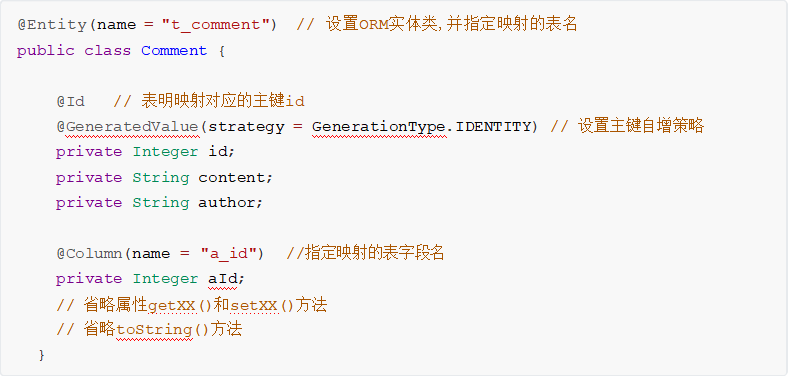 @Entity(name = "t_comment")  // 设置ORM实体类,并指定映射的表名
public class Comment {
@Id   // 表明映射对应的主键id
@GeneratedValue(strategy = GenerationType.IDENTITY) // 设置主键自增策略
private Integer id;
private String content;
private String author;
@Column(name = "a_id")  //指定映射的表字段名
private Integer aId;
// 省略属性getXX()和setXX()方法
// 省略toString()方法
}